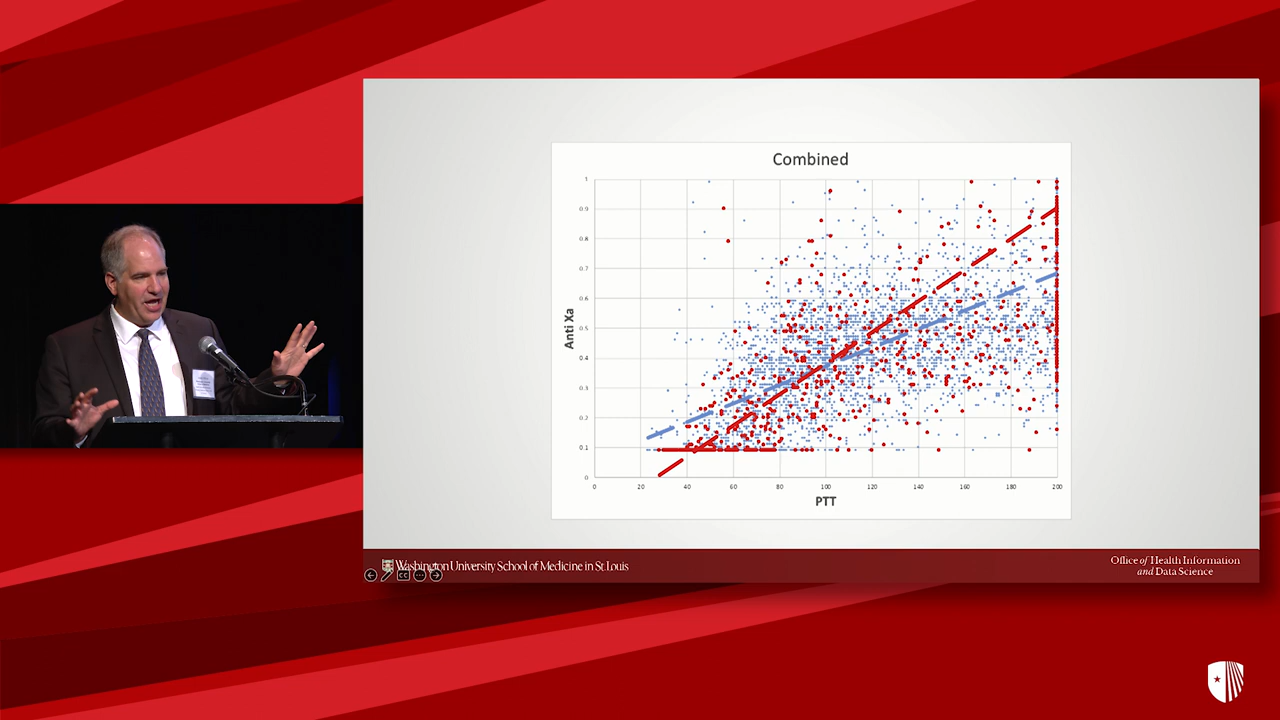 Combined
1
0.9
0.8
0.7
0.6
0.5
0.4
0.3
0.2
0.1
0
Anti Xa
0 20 40 60 80 100 120 140 160 180 200
PTT
Washington University School of Medicine in St. Louis
Office of Health Information
and Data Science
CC